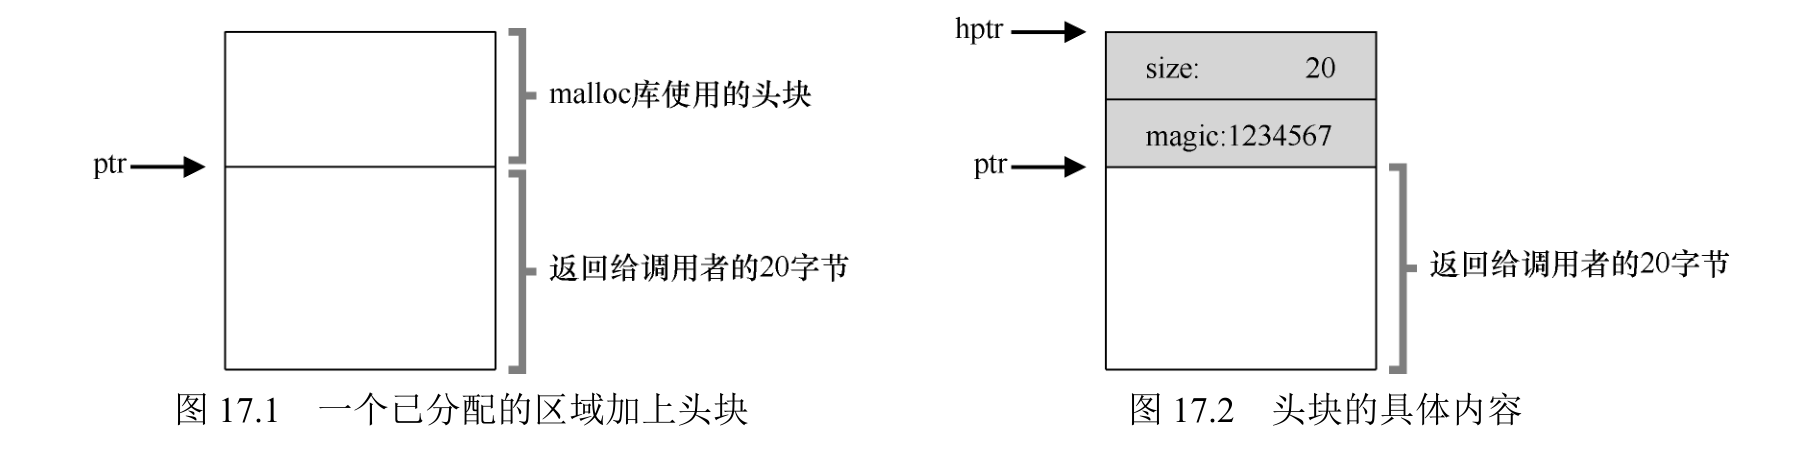 malloc库使用的头块
ptr
返回给调用者的20字节
图 17.1 一个已分配的区域加上头块
hptr
size: 20
magic:1234567
ptr
返回给调用者的20字节
图 17.2 头块的具体内容